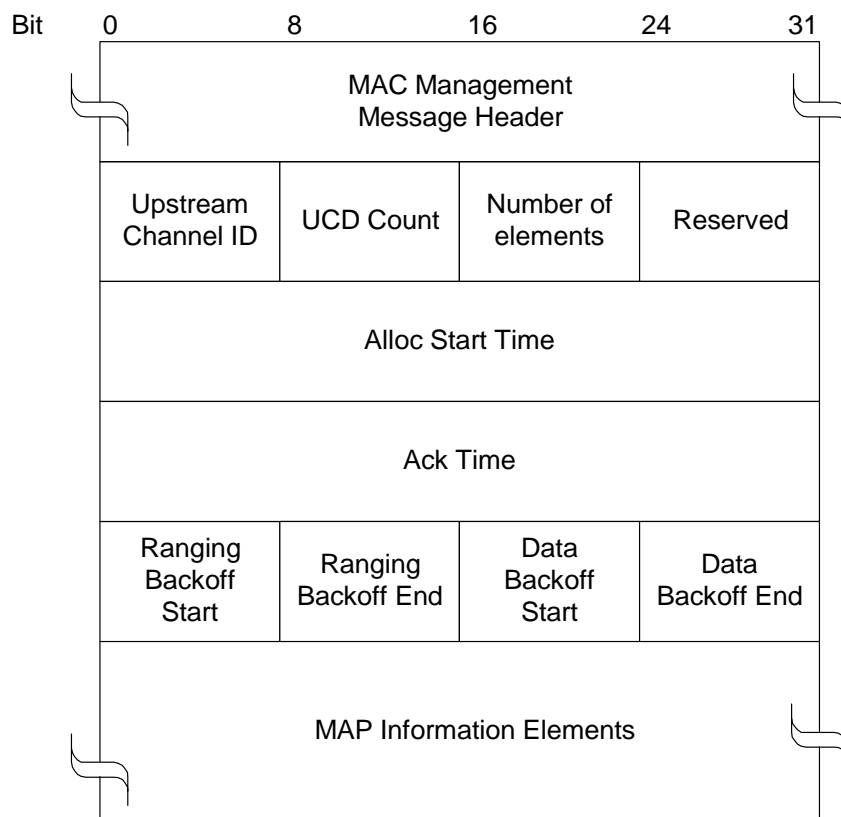 Bit 0 8 16 24 31
MAC Management
Message Header
Upstream
Channel ID
UCD Count
Number of
elements
Reserved
Alloc Start Time
Ack Time
Ranging
Backoff
Start
Ranging
Backoff End
Data
Backoff
Start
Data
Backoff End
MAP Information Elements